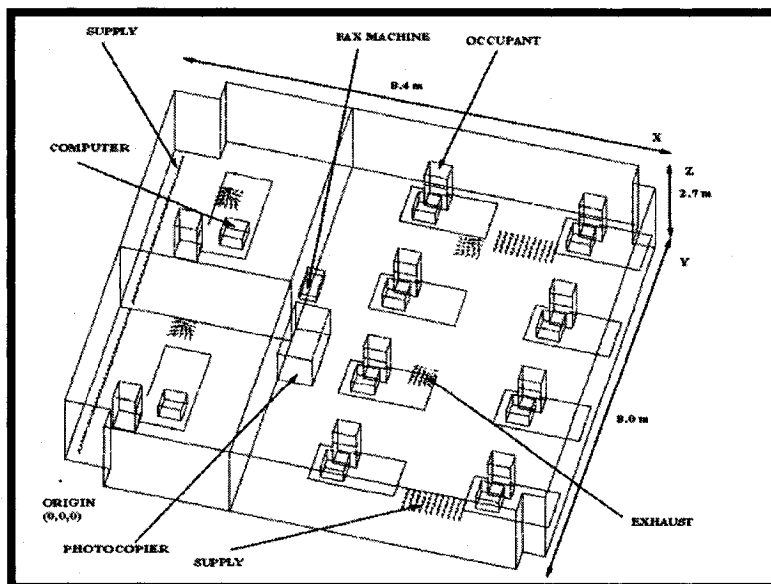 SUPPLY
FAX MACHINE
OCCUPANT
X
COMPUTER
Z
2.7 m
Y
ORIGIN
(0,0,0)
PHOTOCOPIER
SUPPLY
EXHAUST